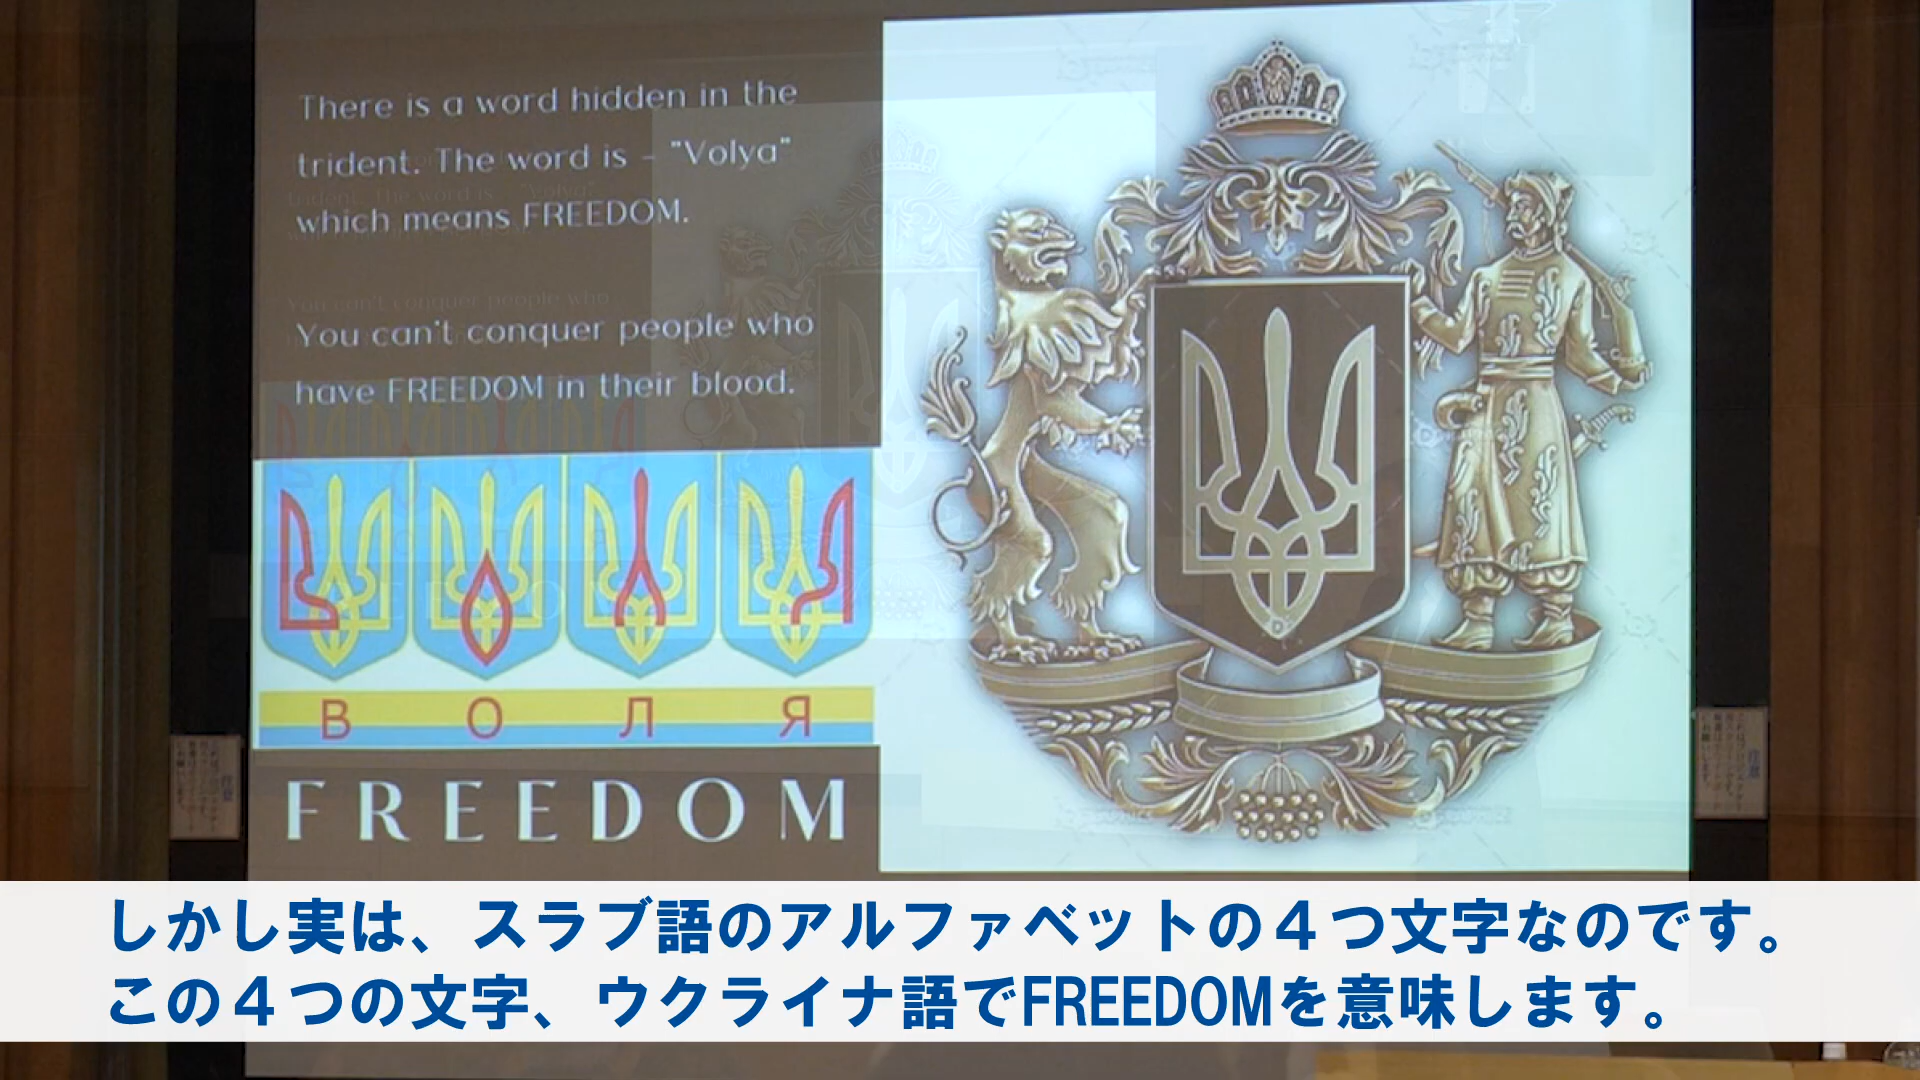 There is a word hidden in the
trident. The word is - "Volya"
which means FREEDOM.
You can't conquer people who
have FREEDOM in their blood.
В О Л Я
FREEDOM
しかし実は、スラブ語のアルファベットの４つ文字なのです。
この４つの文字、ウクライナ語でFREEDOMを意味します。